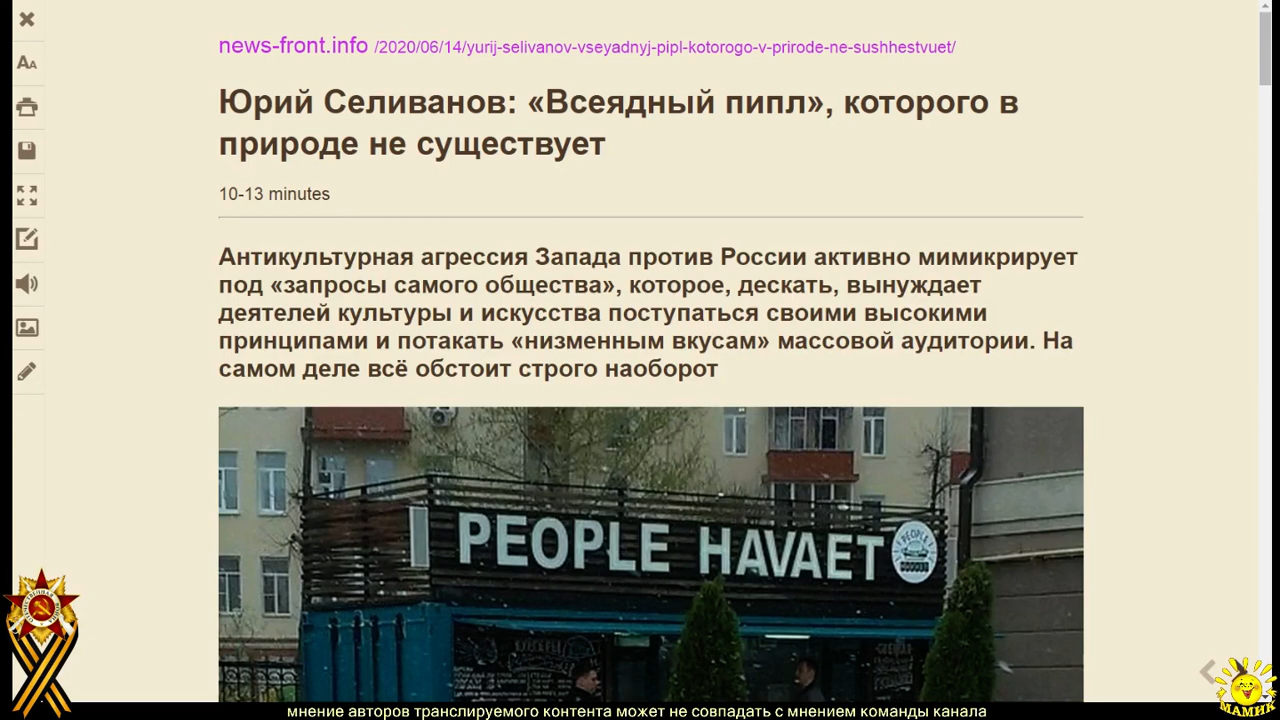 news-front.info /2020/06/14/yurij-selivanov-vseyadnyj-pipl-kotorogo-v-prirode-ne-sushhestvuet/
Юрий Селиванов: «Всеядный пипл», которого в
природе не существует
10-13 minutes
Антикультурная агрессия Запада против России активно мимикрирует
под «запросы самого общества», которое, дескать, вынуждает
деятелей культуры и искусства поступаться своими высокими
принципами и потакать «низменным вкусам» массовой аудитории. На
самом деле всё обстоит строго наоборот
PEOPLE HAVAET
PEOPLE
МАМИК
мнение авторов транслируемого контента может не совпадать с мнением команды канала